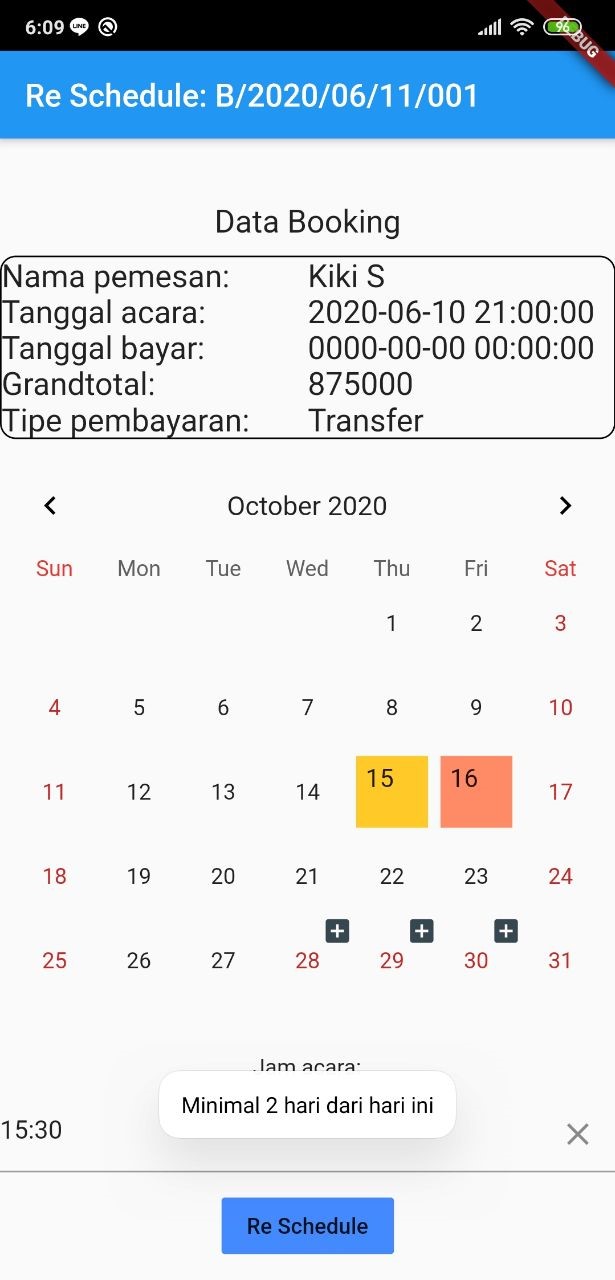 6:09 LINE 96
DEBUG
Re Schedule: B/2020/06/11/001
Data Booking
Nama pemesan: Kiki S
Tanggal acara: 2020-06-10 21:00:00
Tanggal bayar: 0000-00-00 00:00:00
Grandtotal: 875000
Tipe pembayaran: Transfer
October 2020
Sun Mon Tue Wed Thu Fri Sat
1 2 3
4 5 6 7 8 9 10
11 12 13 14 15 16 17
18 19 20 21 22 23 24
25 26 27 28 29 30 31
Jam acara:
Minimal 2 hari dari hari ini
15:30
Re Schedule